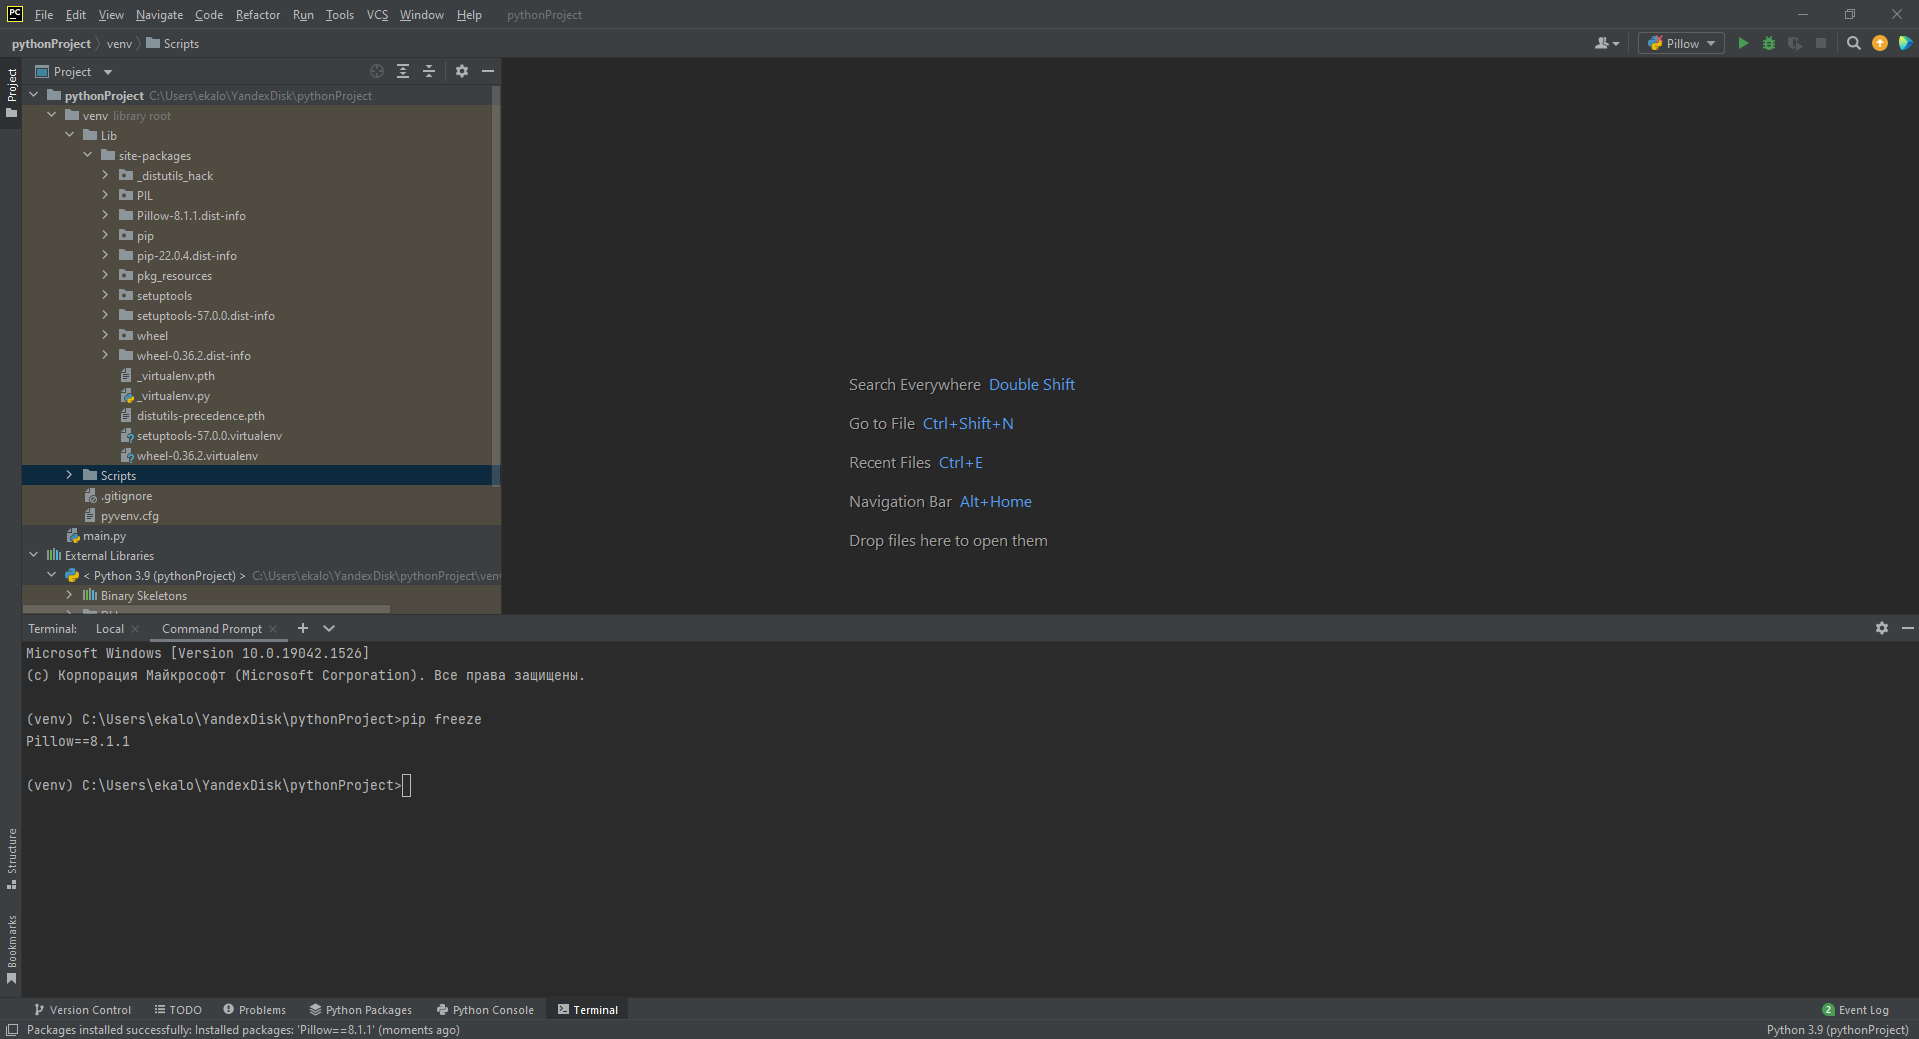 PC File Edit View Navigate Code Refactor Run Tools VCS Window Help pythonProject
pythonProject venv Scripts
Pillow
Project
Project
pythonProject C:\Users\ekalo\YandexDisk\pythonProject
venv library root
Lib
site-packages
_distutils_hack
PIL
Pillow-8.1.1.dist-info
pip
pip-22.0.4.dist-info
pkg_resources
setuptools
setuptools-57.0.0.dist-info
wheel
wheel-0.36.2.dist-info
_virtualenv.pth
_virtualenv.py
distutils-precedence.pth
setuptools-57.0.0.virtualenv
wheel-0.36.2.virtualenv
Scripts
.gitignore
pyvenv.cfg
main.py
External Libraries
< Python 3.9 (pythonProject) > C:\Users\ekalo\YandexDisk\pythonProject\ven
Binary Skeletons
Search Everywhere Double Shift
Go to File Ctrl+Shift+N
Recent Files Ctrl+E
Navigation Bar Alt+Home
Drop files here to open them
Terminal: Local Command Prompt
Microsoft Windows [Version 10.0.19042.1526]
(c) Корпорация Майкрософт (Microsoft Corporation). Все права защищены.
(venv) C:\Users\ekalo\YandexDisk\pythonProject>pip freeze
Pillow==8.1.1
(venv) C:\Users\ekalo\YandexDisk\pythonProject>
Structure
Bookmarks
Version Control TODO Problems Python Packages Python Console Terminal
2 Event Log
Packages installed successfully: Installed packages: 'Pillow==8.1.1' (moments ago)
Python 3.9 (pythonProject)